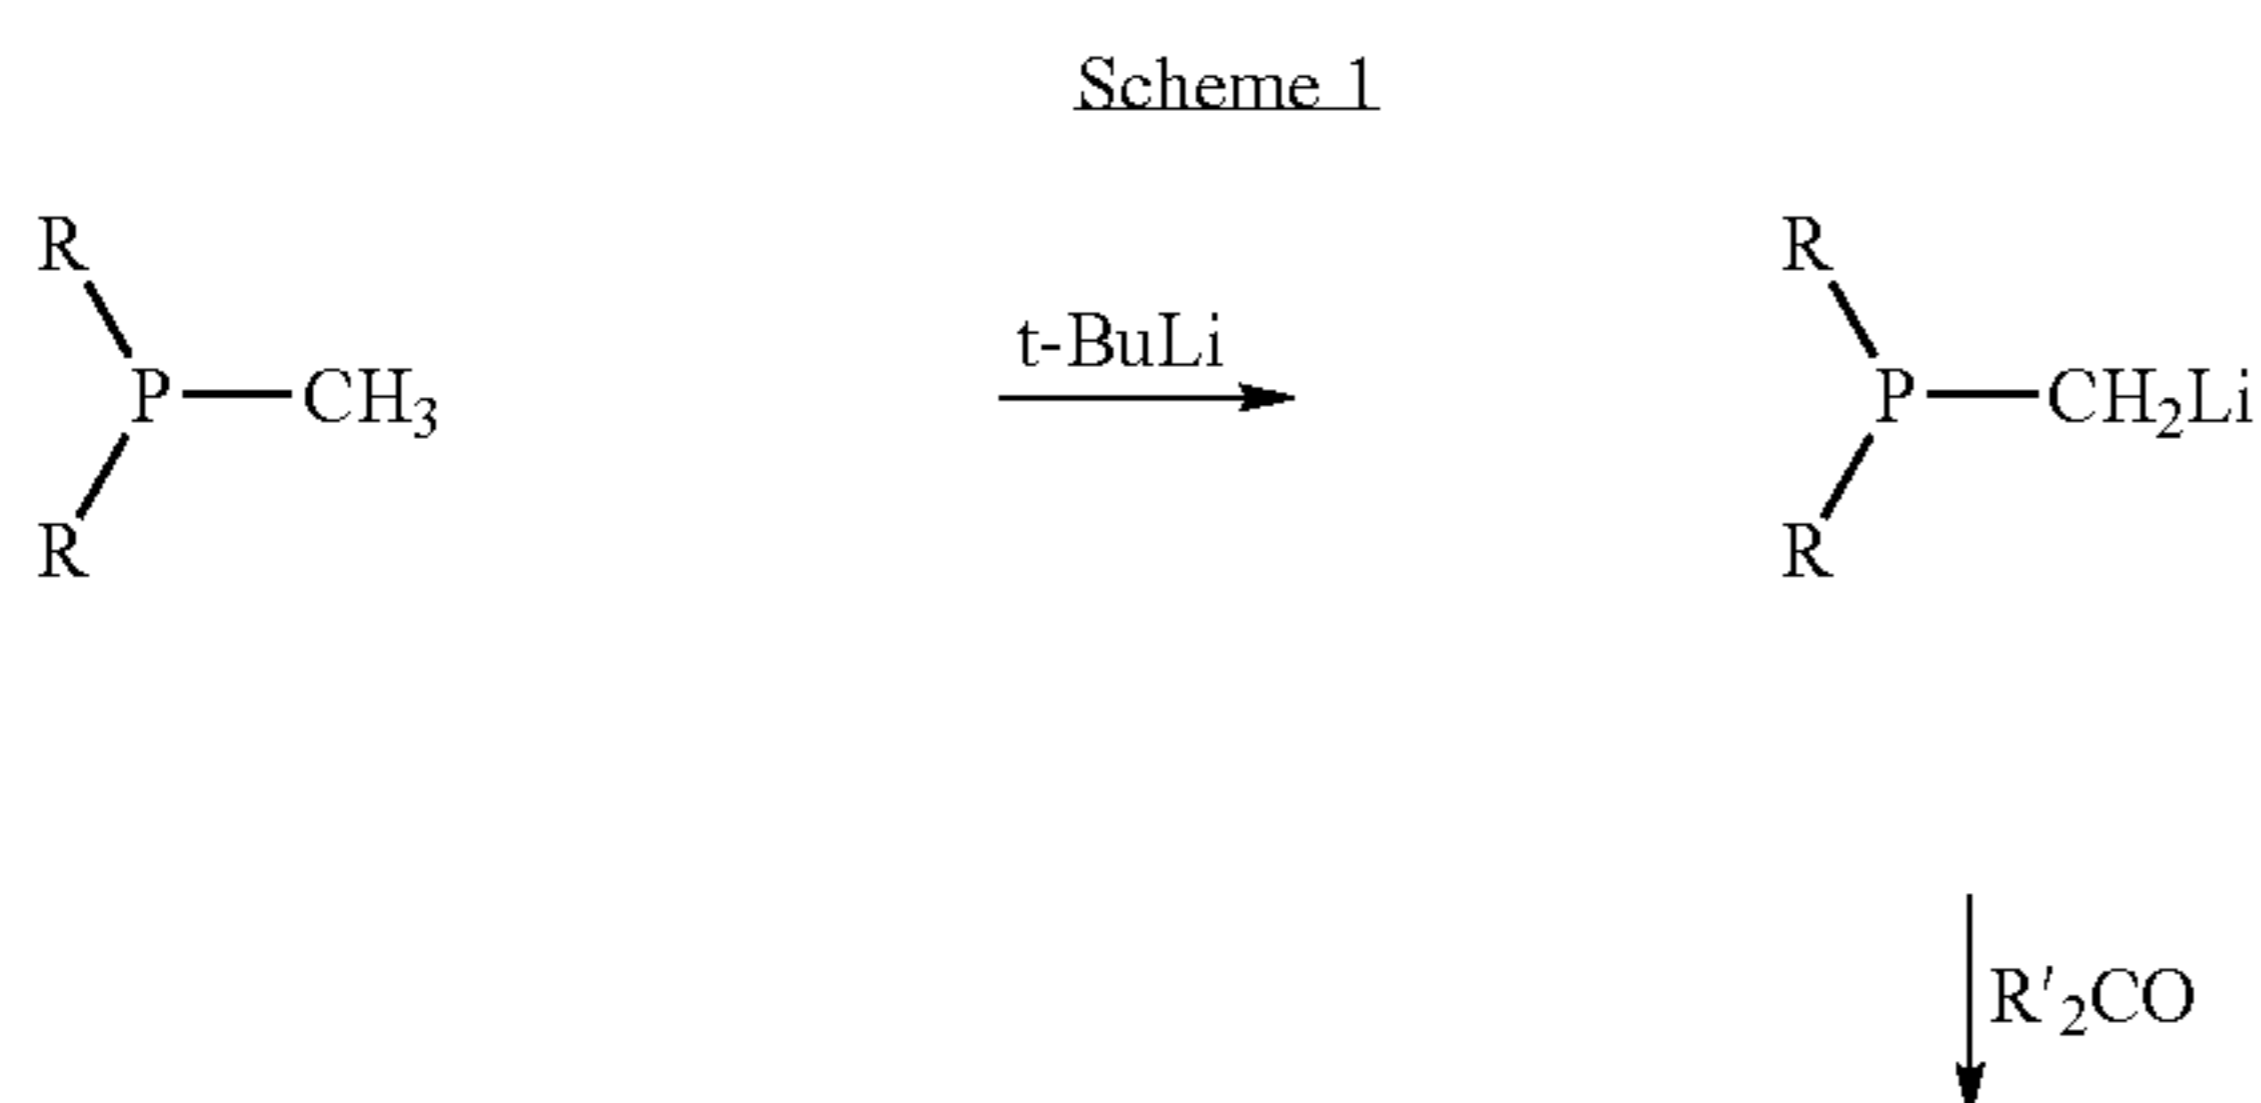 Scheme 1
R
R
t-BuLi
P—CH₃
P—CH₂Li
R
R
R′₂CO